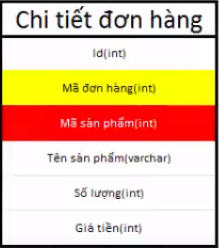 Chi tiết đơn hàng
Id(int)
Mã đơn hàng(int)
Mã sản phẩm(int)
Tên sản phẩm(varchar)
Số lượng(int)
Giá tiền(int)